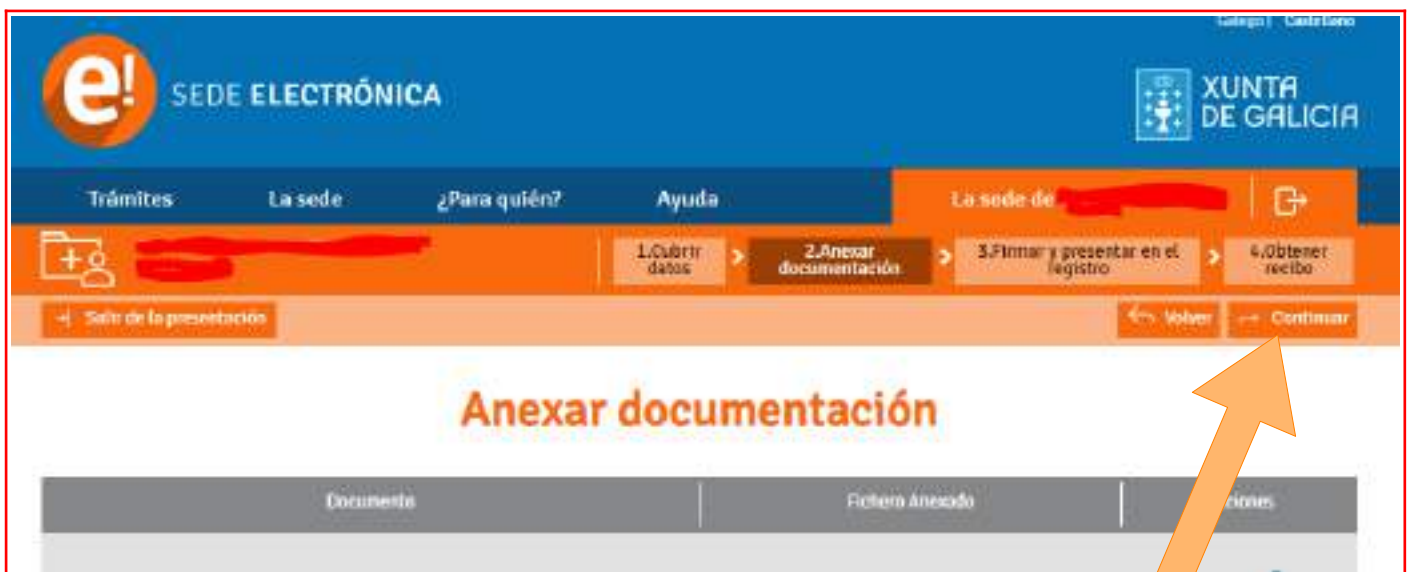 Galego | Castellano
e!
SEDE ELECTRÓNICA
XUNTA
DE GALICIA
Trámites La sede ¿Para quién? Ayuda La sede de
1.Cubrir
datos
2.Anexar
documentación
3.Firmar y presentar en el
registro
4.Obtener
recibo
Salir de la presentación Volver Continuar
Anexar documentación
Documento Fichero Anexado ciones